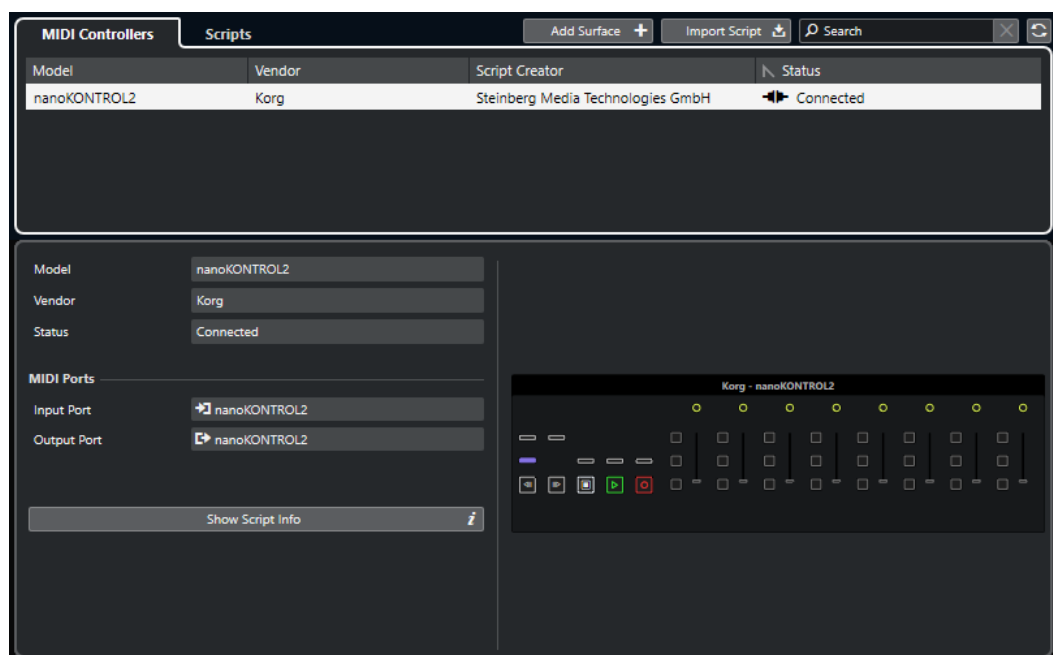 MIDI Controllers Scripts Add Surface Import Script Search
Model Vendor Script Creator Status
nanoKONTROL2 Korg Steinberg Media Technologies GmbH Connected
Model nanoKONTROL2
Vendor Korg
Status Connected
MIDI Ports
Korg - nanoKONTROL2
Input Port nanoKONTROL2
Output Port nanoKONTROL2
Show Script Info i